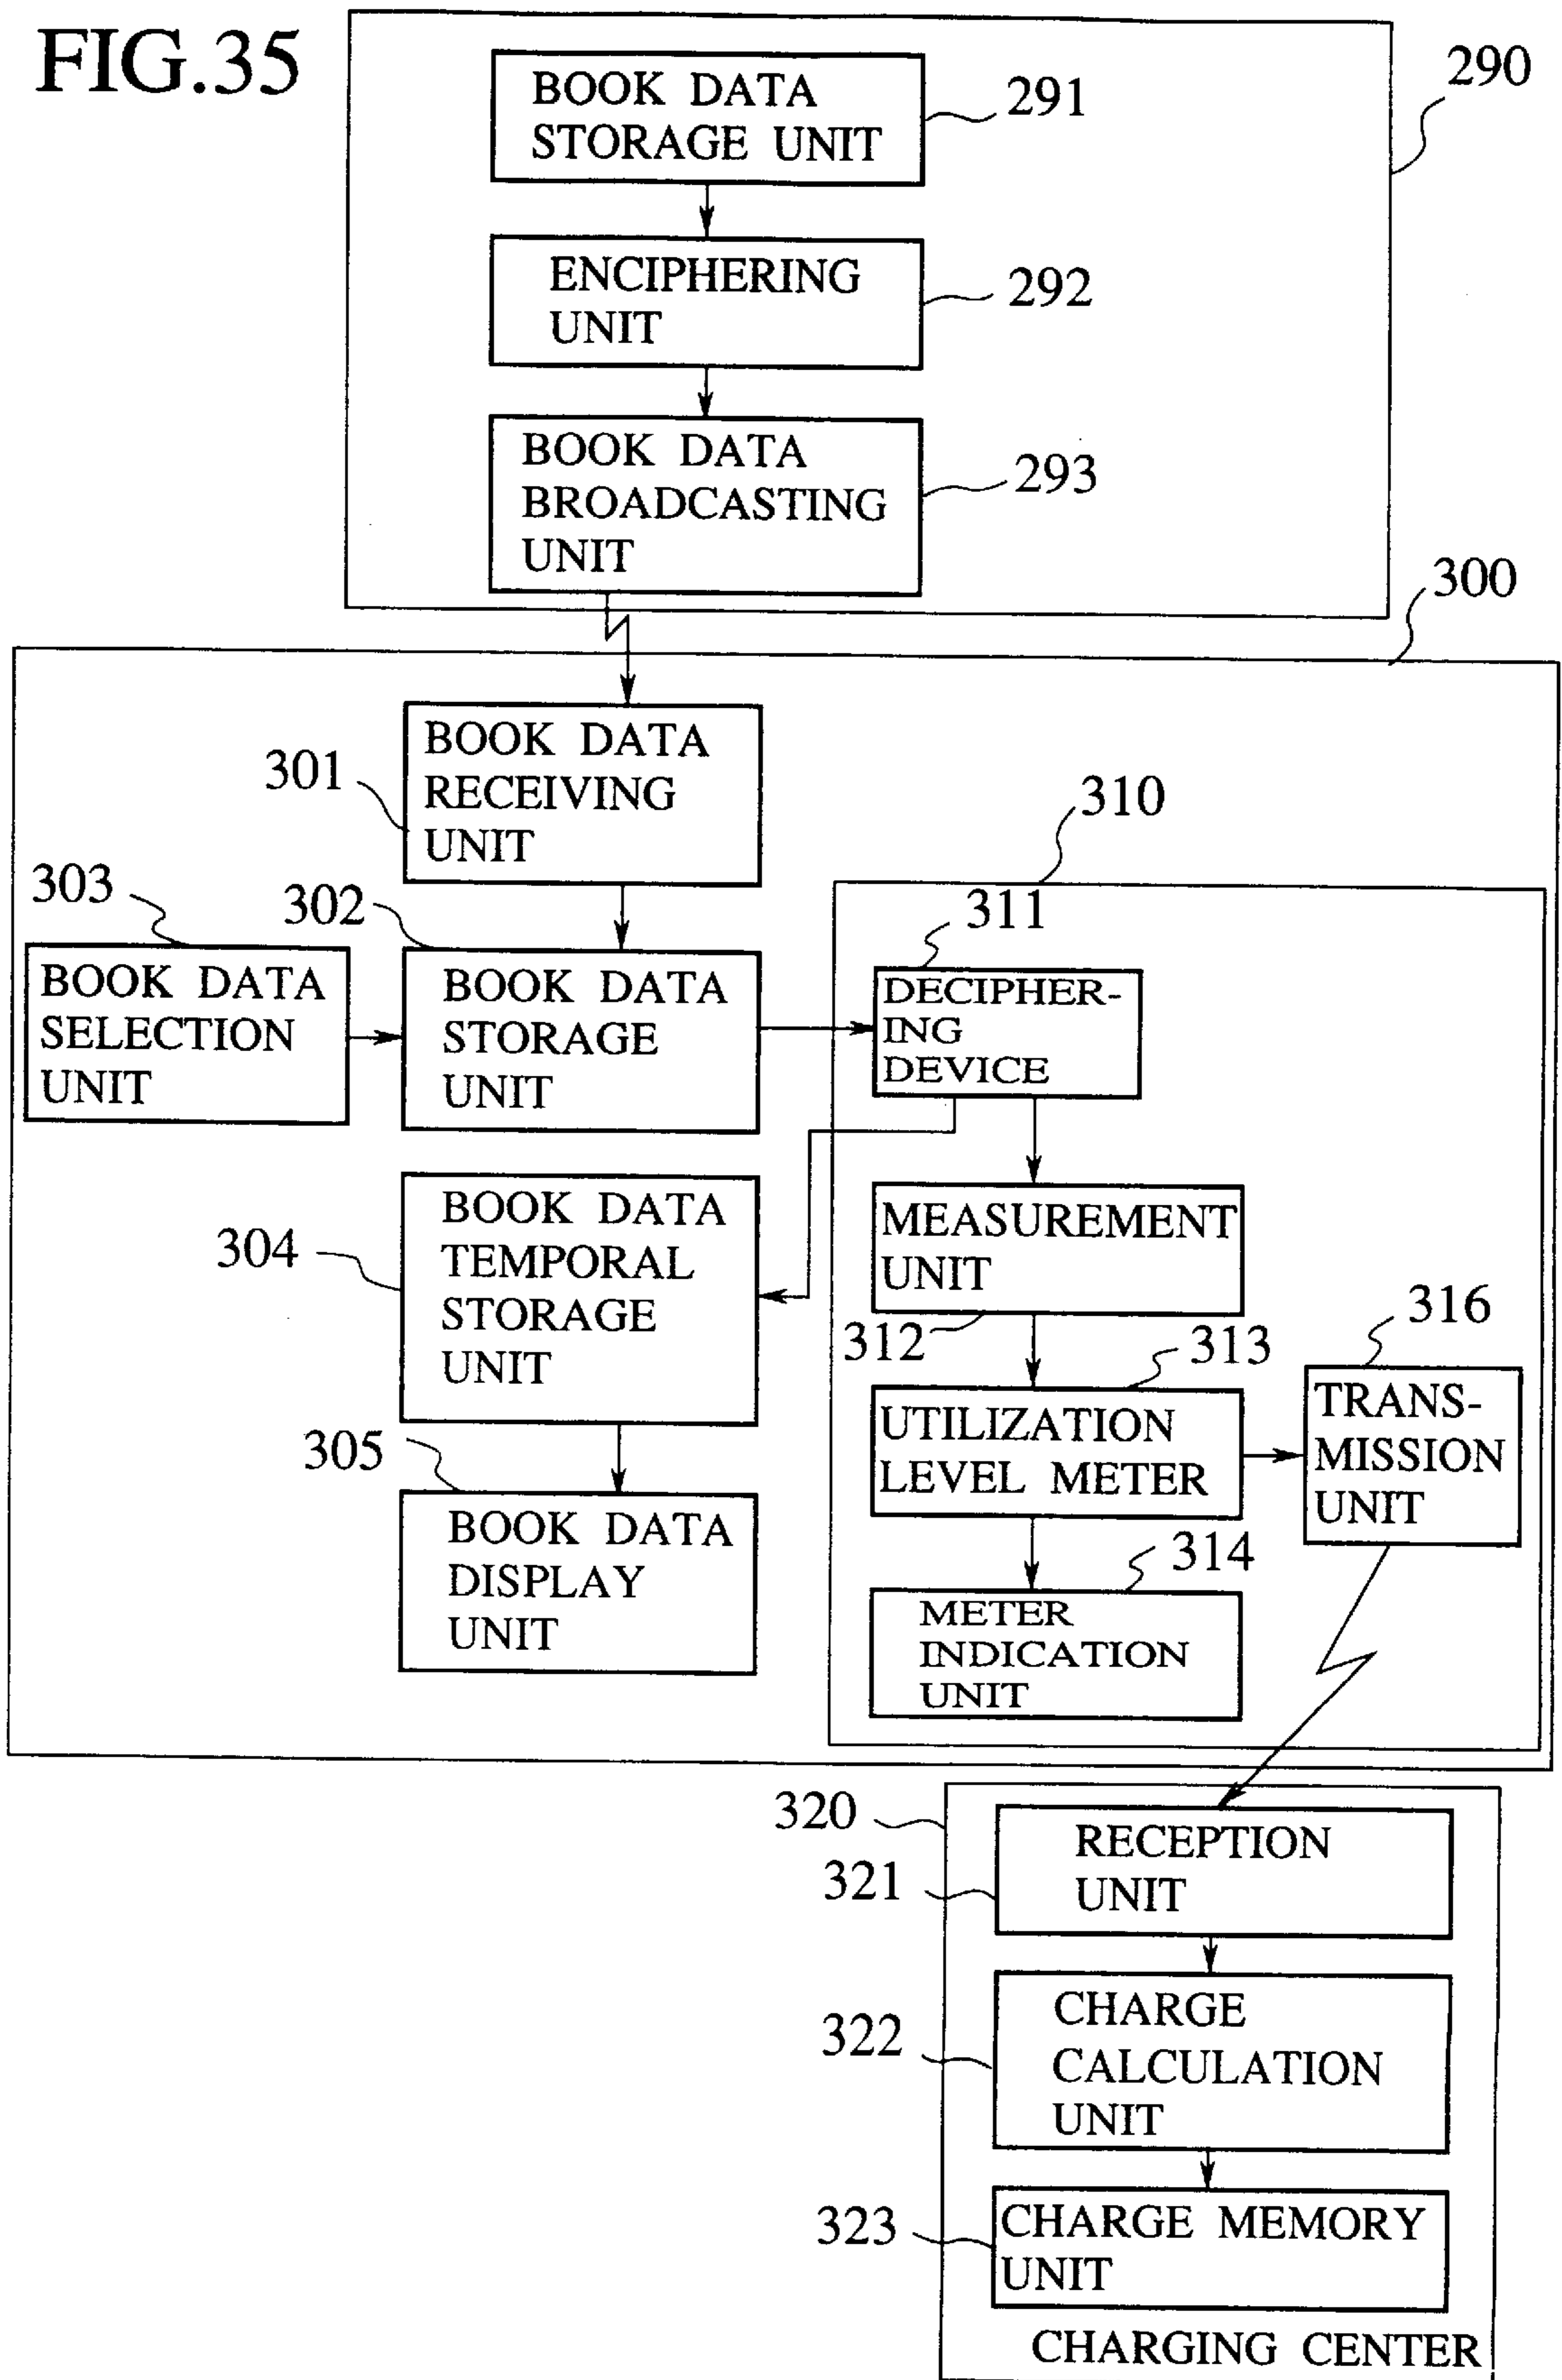 FIG.35
290
BOOK DATA
STORAGE UNIT
291
ENCIPHERING
UNIT
292
BOOK DATA
BROADCASTING
UNIT
293
300
BOOK DATA
RECEIVING
UNIT
301
310
303
302
311
BOOK DATA
SELECTION
UNIT
BOOK DATA
STORAGE
UNIT
DECIPHER-
ING
DEVICE
BOOK DATA
TEMPORAL
STORAGE
UNIT
304
MEASUREMENT
UNIT
312
313
316
UTILIZATION
LEVEL METER
TRANS-
MISSION
UNIT
305
BOOK DATA
DISPLAY
UNIT
314
METER
INDICATION
UNIT
320
RECEPTION
UNIT
321
CHARGE
CALCULATION
UNIT
322
CHARGE MEMORY
UNIT
323
CHARGING CENTER